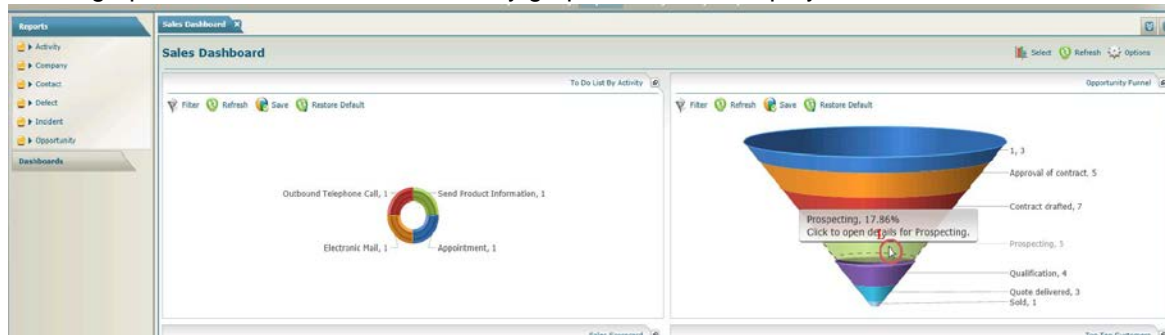 Reports
Activity
Company
Contact
Defect
Incident
Opportunity
Dashboards
Sales Dashboard X
Sales Dashboard
Select Refresh Options
To Do List By Activity
Filter Refresh Save Restore Default
Outbound Telephone Call, 1
Send Product Information, 1
Electronic Mail, 1
Appointment, 1
Opportunity Funnel
Filter Refresh Save Restore Default
1, 3
Approval of contract, 5
Contract drafted, 7
Prospecting, 17.86%
Click to open details for Prospecting.
Prospecting, 5
Qualification, 4
Quote delivered, 3
Sold, 1